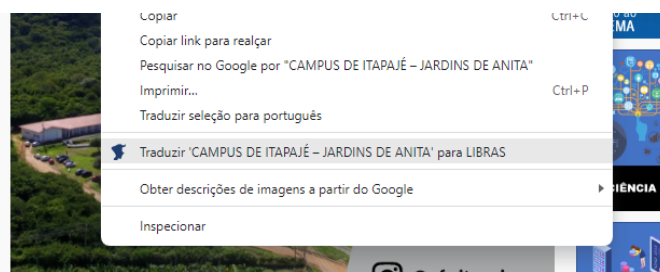 Copiar Ctrl+C
Copiar link para realçar
Pesquisar no Google por "CAMPUS DE ITAPAJÉ – JARDINS DE ANITA"
Imprimir... Ctrl+P
Traduzir seleção para português
Traduzir 'CAMPUS DE ITAPAJÉ – JARDINS DE ANITA' para LIBRAS
Obter descrições de imagens a partir do Google
Inspecionar
EMA
IÊNCIA